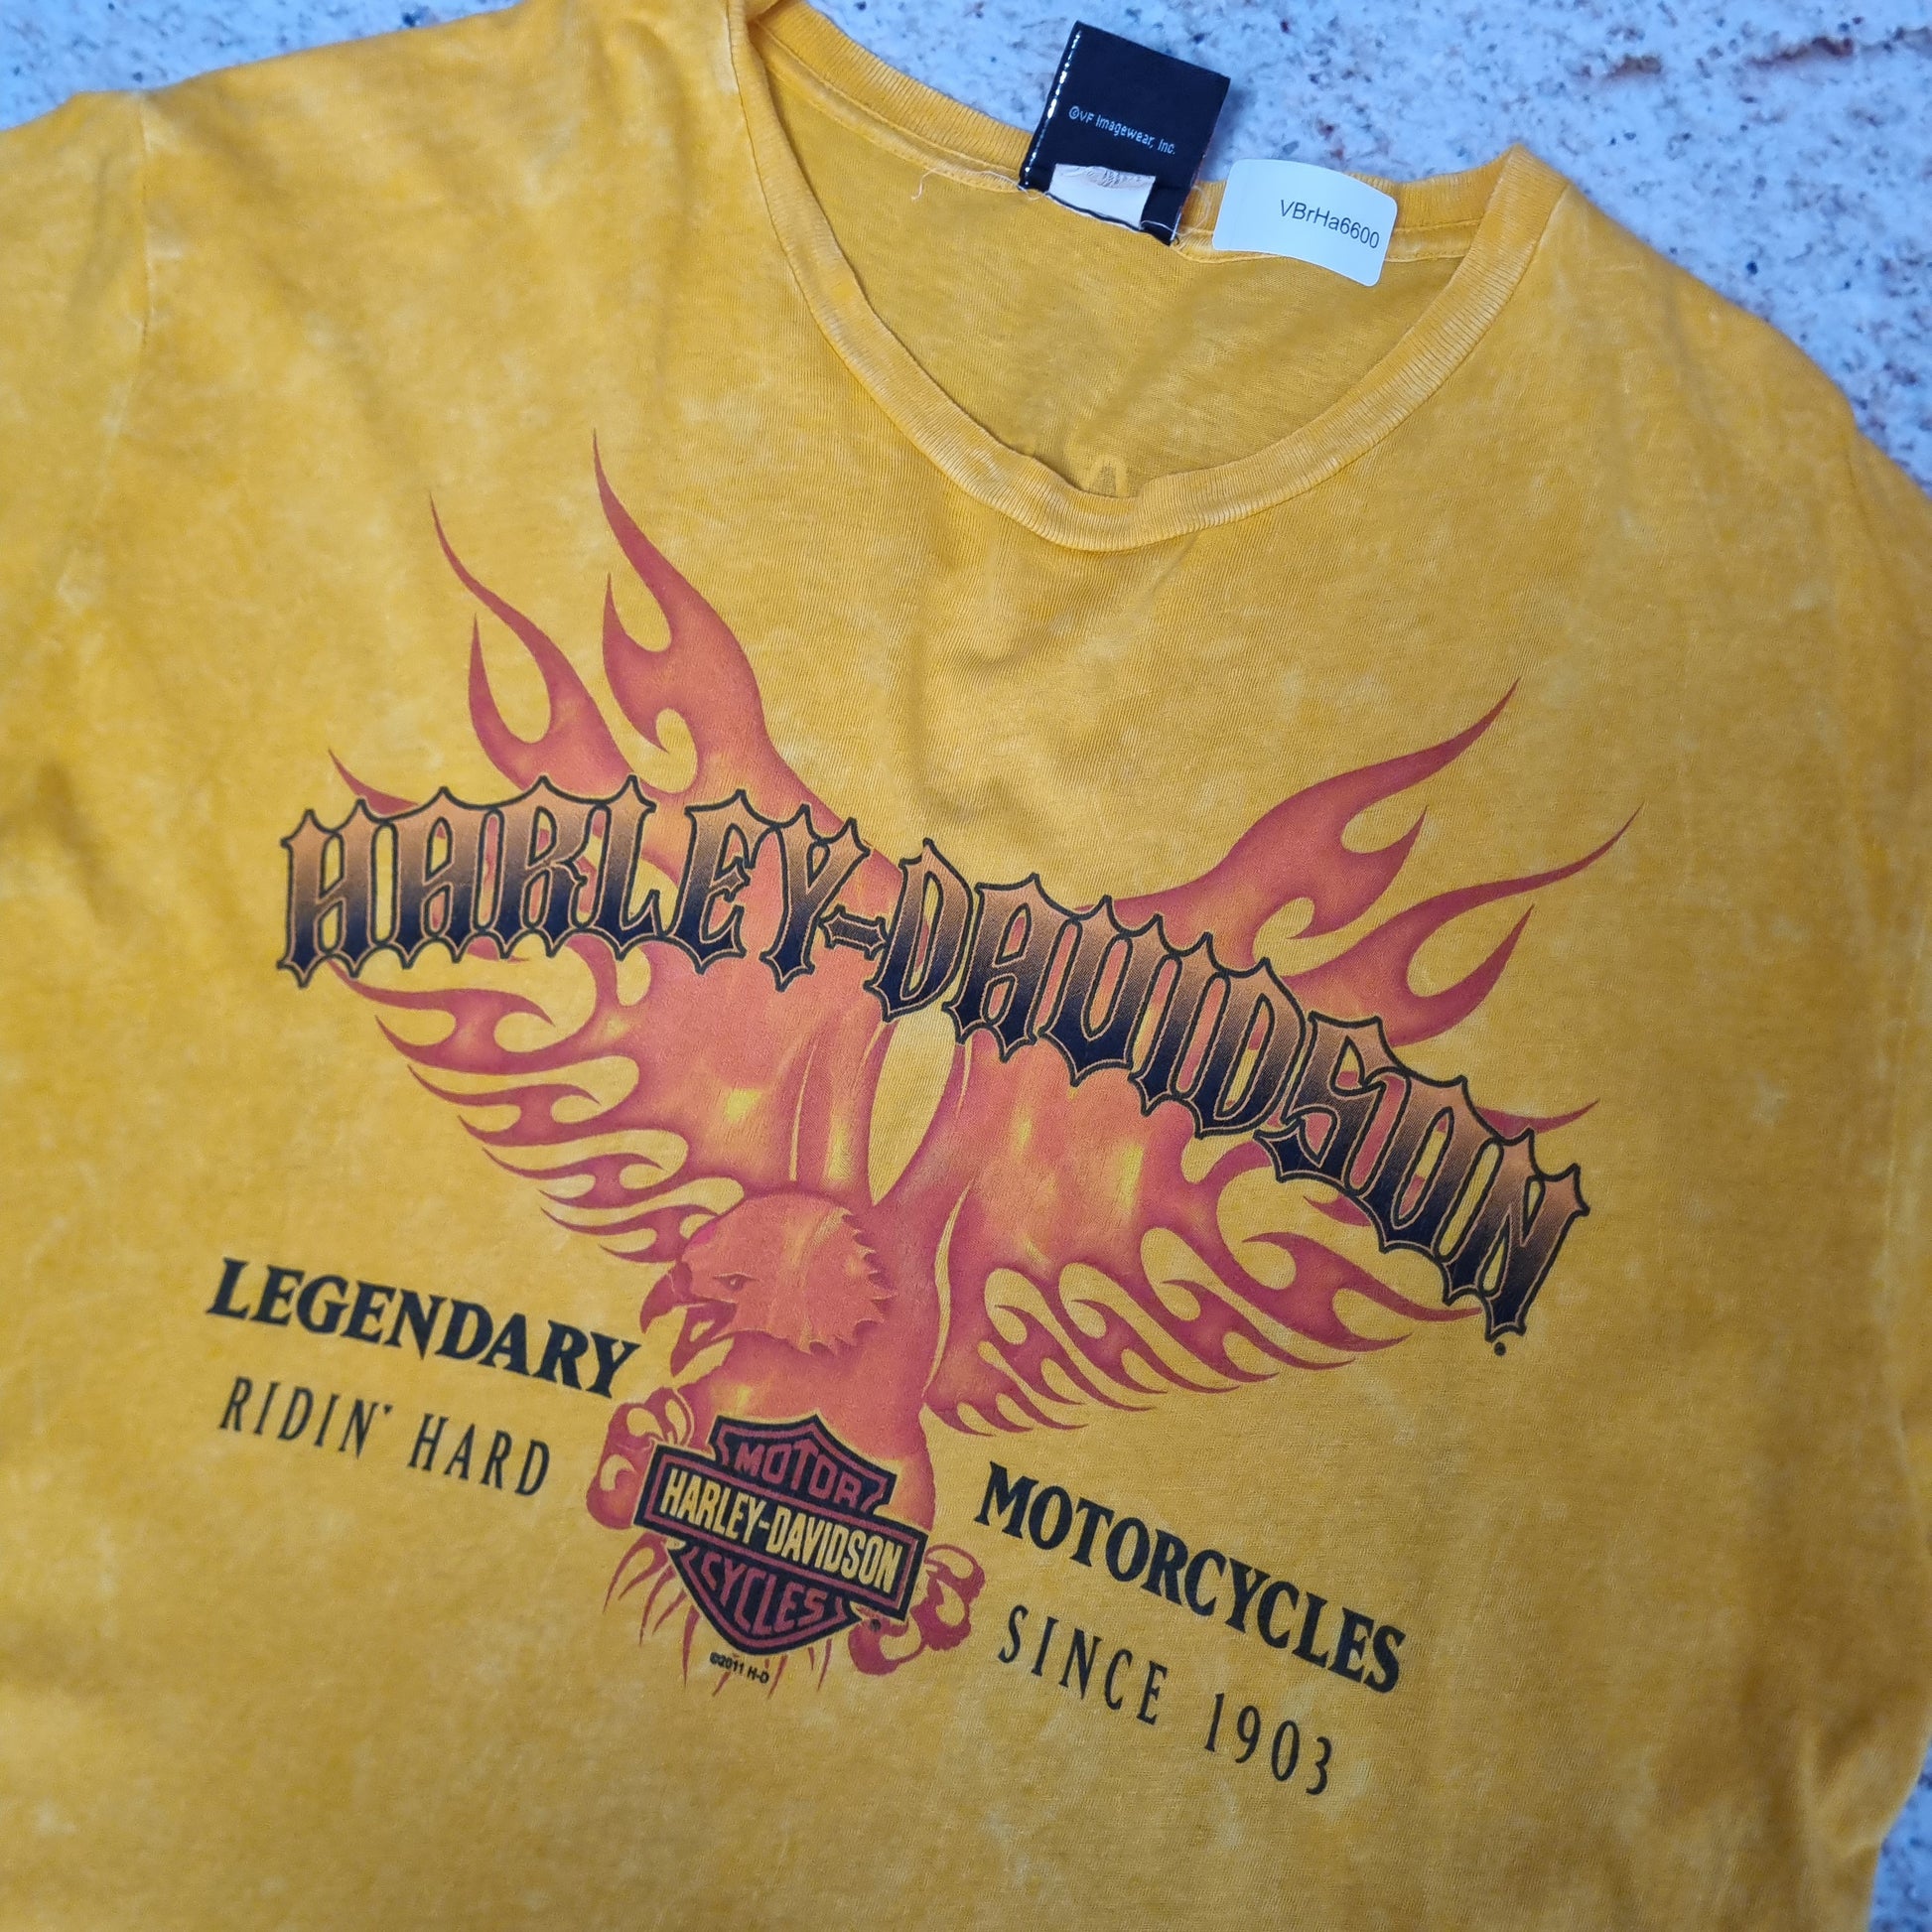 ©VF Imagewear, Inc.
VBrHa6600
HARLEY-DAVIDSON
®
LEGENDARY
RIDIN' HARD
MOTOR
HARLEY-DAVIDSON
CYCLES
®
©2011 H-D
MOTORCYCLES
SINCE 1903